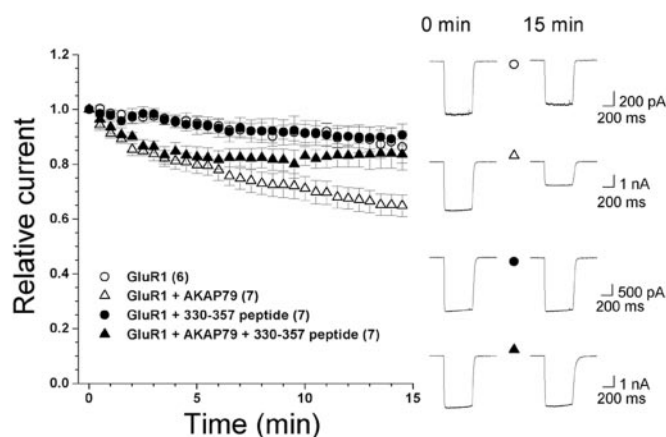 0 min 15 min
1.2
1.0
0.8
0.6
0.4
0.2
0.0
Relative current
GluR1 (6)
GluR1 + AKAP79 (7)
GluR1 + 330-357 peptide (7)
GluR1 + AKAP79 + 330-357 peptide (7)
0 5 10 15
Time (min)
200 pA
200 ms
1 nA
200 ms
500 pA
200 ms
1 nA
200 ms